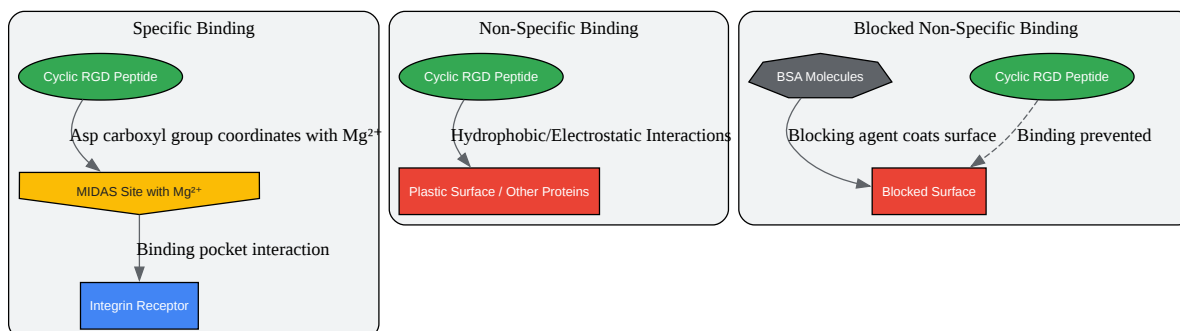 Specific Binding
Cyclic RGD Peptide
Asp carboxyl group coordinates with Mg²⁺
MIDAS Site with Mg²⁺
Binding pocket interaction
Integrin Receptor
Non-Specific Binding
Cyclic RGD Peptide
Hydrophobic/Electrostatic Interactions
Plastic Surface / Other Proteins
Blocked Non-Specific Binding
BSA Molecules
Cyclic RGD Peptide
Blocking agent coats surface
Binding prevented
Blocked Surface